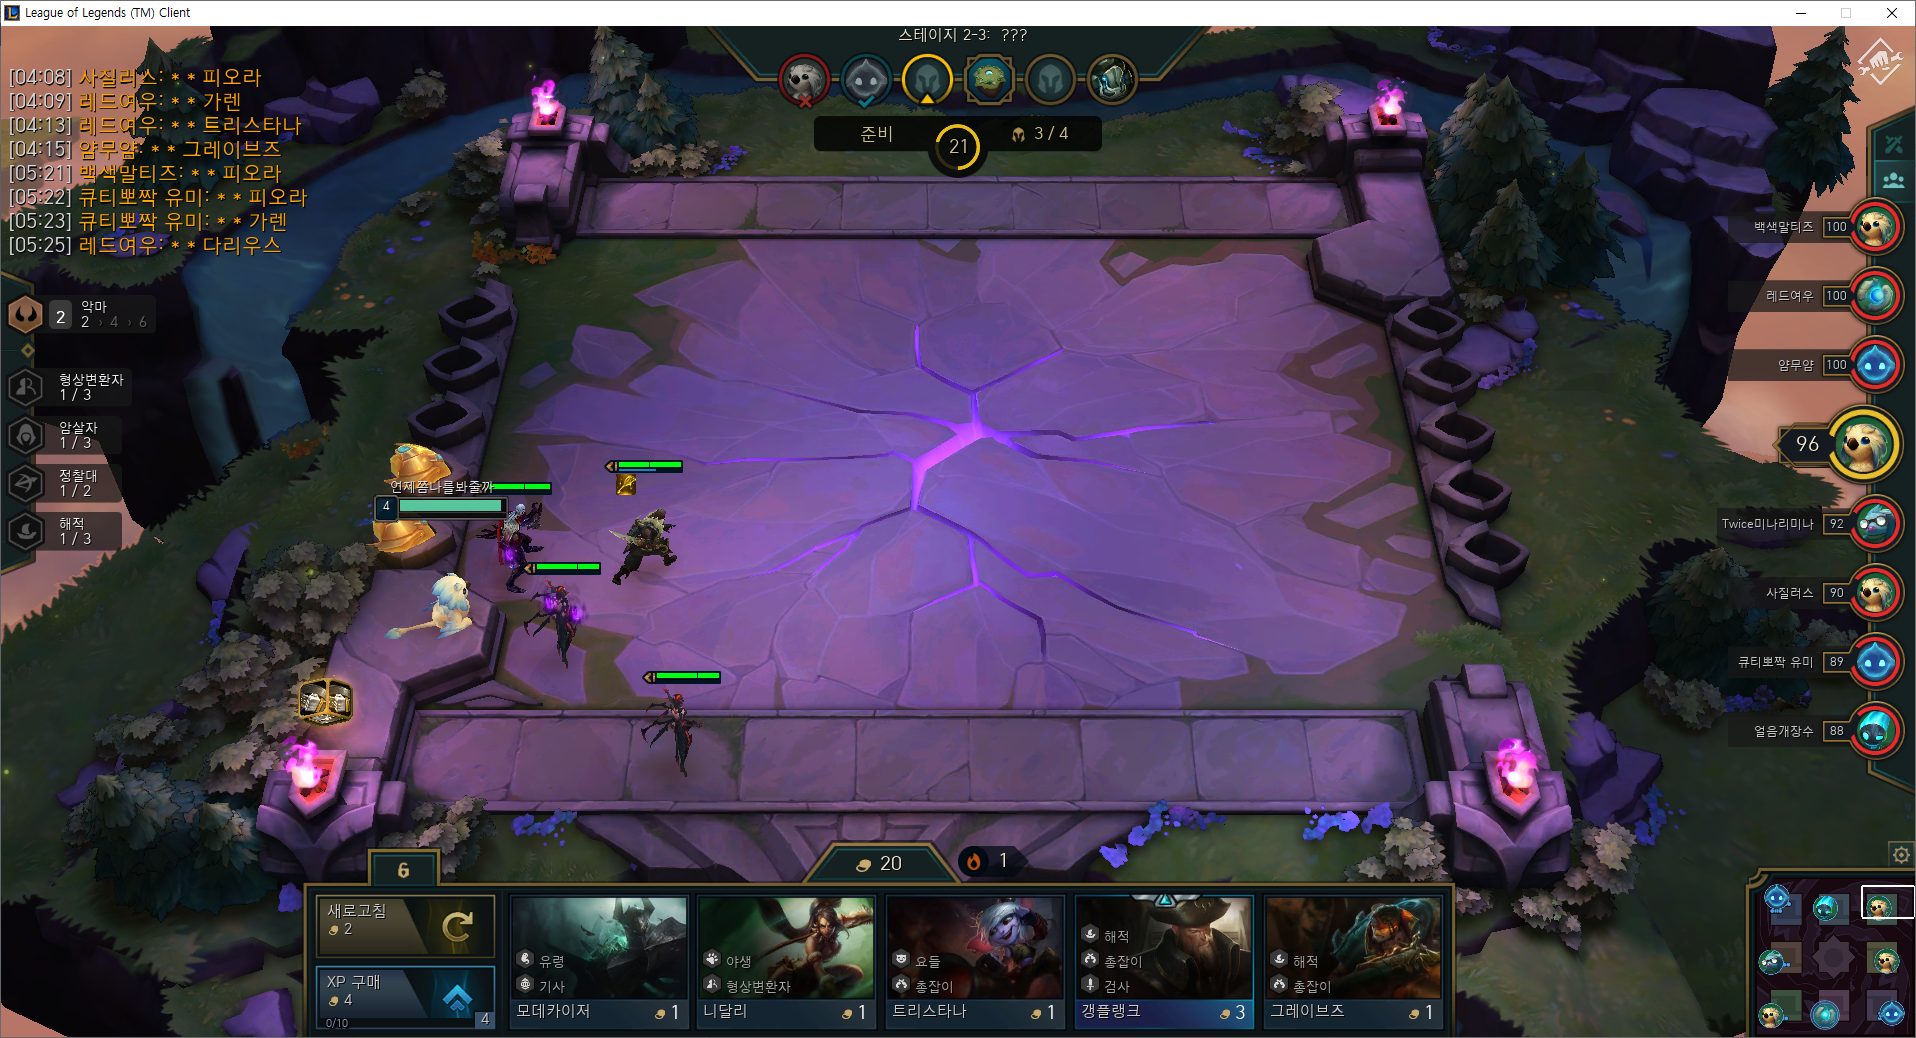 League of Legends (TM) Client
스테이지 2-3: ???
[04:08] 사질러스: * * 피오라
[04:09] 레드여우: * * 가렌
[04:13] 레드여우: * * 트리스타나
[04:15] 얌무얌: * * 그레이브즈
[05:21] 백색말티즈: * * 피오라
[05:22] 큐티뽀짝 유미: * * 피오라
[05:23] 큐티뽀짝 유미: * * 가렌
[05:25] 레드여우: * * 다리우스
준비
21
3 / 4
2
악마
2 › 4 › 6
형상변환자
1 / 3
암살자
1 / 3
정찰대
1 / 2
해적
1 / 3
언제쯤나를봐줄까
4
백색말티즈 100
레드여우 100
얌무얌 100
96
Twice미나리미나 92
사질러스 90
큐티뽀짝 유미 89
얼음개장수 88
6
20
1
새로고침
2
XP 구매
4
0/10
4
유령
기사
모데카이저 1
야생
형상변환자
니달리 1
요들
총잡이
트리스타나 1
해적
총잡이
검사
갱플랭크 3
해적
총잡이
그레이브즈 1